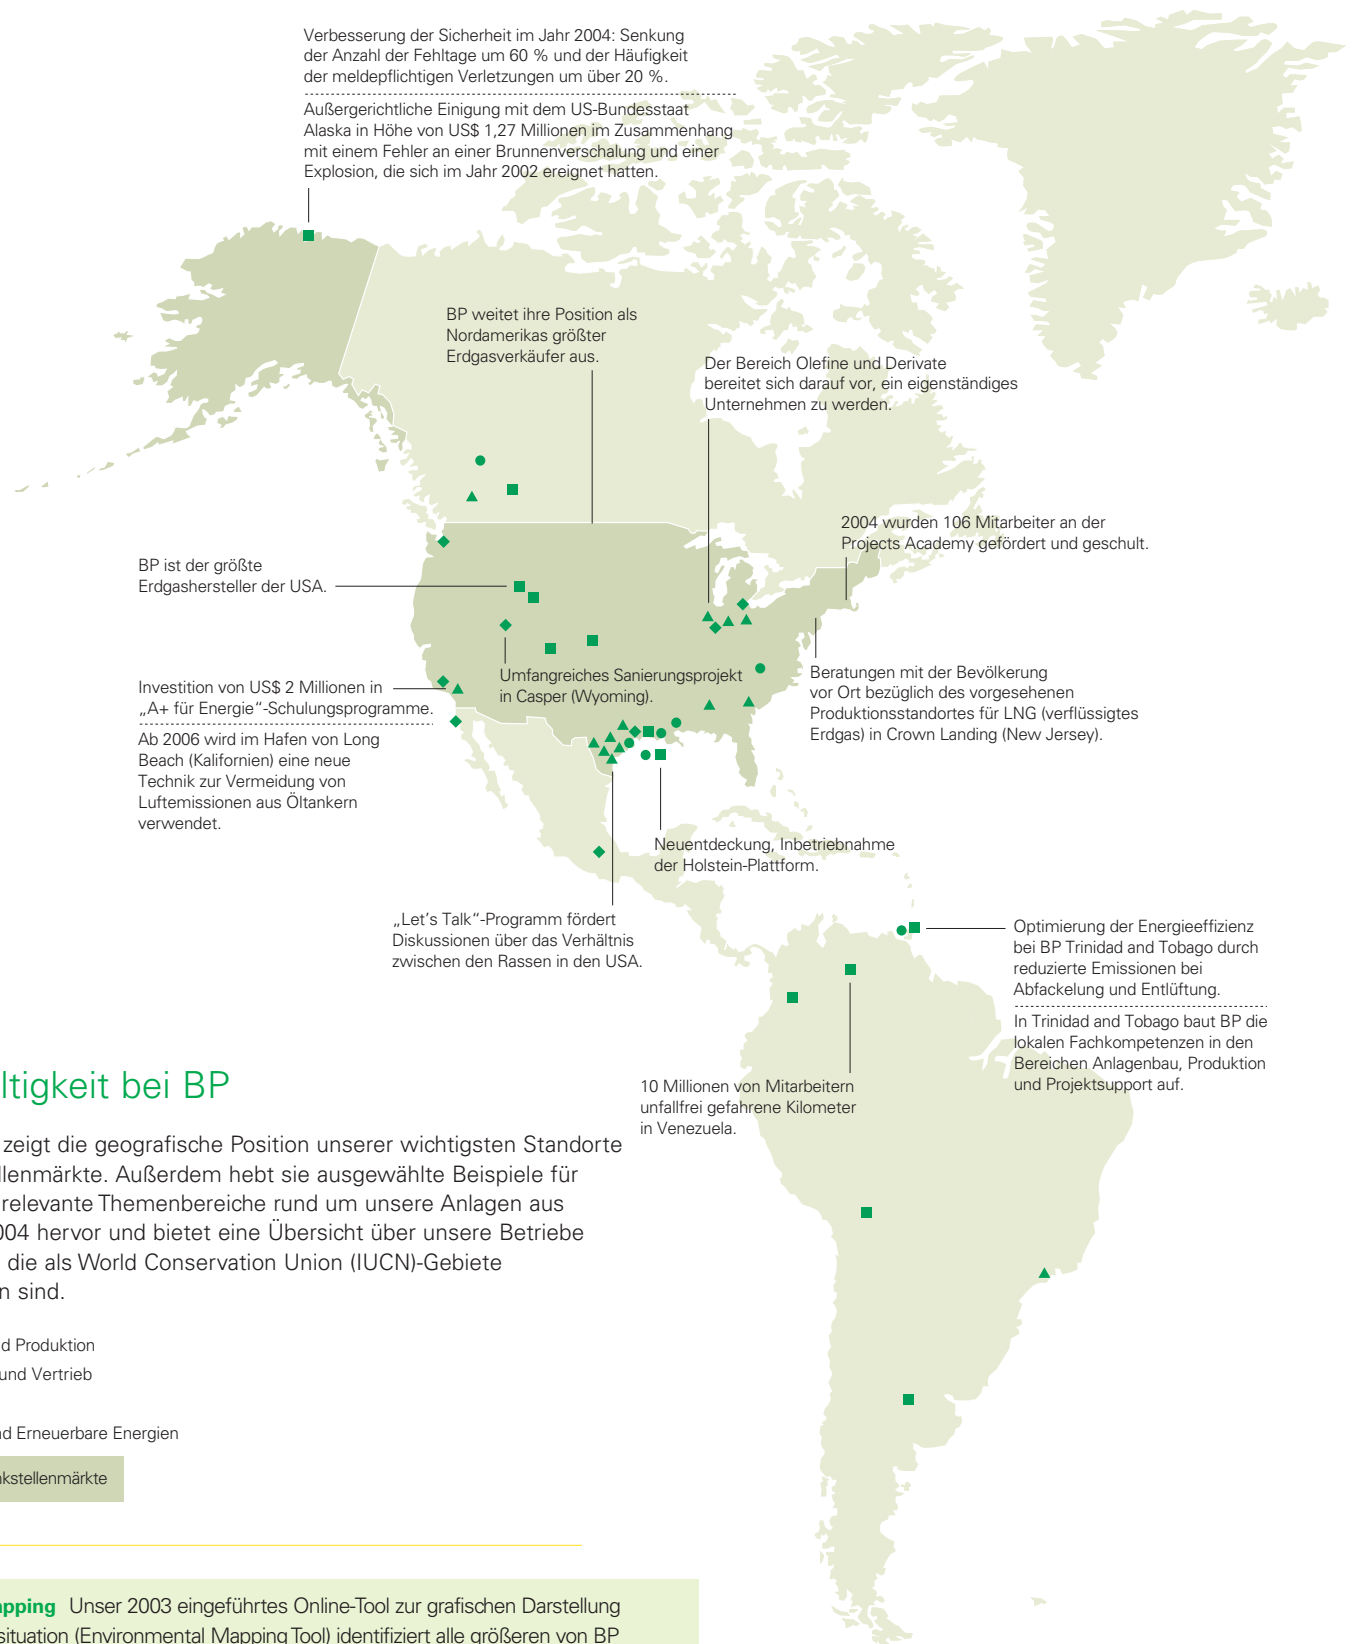 Verbesserung der Sicherheit im Jahr 2004: Senkung
der Anzahl der Fehltage um 60 % und der Häufigkeit
der meldepflichtigen Verletzungen um über 20 %.
Außergerichtliche Einigung mit dem US-Bundesstaat
Alaska in Höhe von US$ 1,27 Millionen im Zusammenhang
mit einem Fehler an einer Brunnenverschalung und einer
Explosion, die sich im Jahr 2002 ereignet hatten.
BP weitet ihre Position als
Nordamerikas größter
Erdgasverkäufer aus.
Der Bereich Olefine und Derivate
bereitet sich darauf vor, ein eigenständiges
Unternehmen zu werden.
2004 wurden 106 Mitarbeiter an der
Projects Academy gefördert und geschult.
BP ist der größte
Erdgashersteller der USA.
Umfangreiches Sanierungsprojekt
in Casper (Wyoming).
Beratungen mit der Bevölkerung
vor Ort bezüglich des vorgesehenen
Produktionsstandortes für LNG (verflüssigtes
Erdgas) in Crown Landing (New Jersey).
Investition von US$ 2 Millionen in
„A+ für Energie“-Schulungsprogramme.
Ab 2006 wird im Hafen von Long
Beach (Kalifornien) eine neue
Technik zur Vermeidung von
Luftemissionen aus Öltankern
verwendet.
Neuentdeckung, Inbetriebnahme
der Holstein-Plattform.
„Let’s Talk“-Programm fördert
Diskussionen über das Verhältnis
zwischen den Rassen in den USA.
Optimierung der Energieeffizienz
bei BP Trinidad and Tobago durch
reduzierte Emissionen bei
Abfackelung und Entlüftung.
In Trinidad and Tobago baut BP die
lokalen Fachkompetenzen in den
Bereichen Anlagenbau, Produktion
und Projektsupport auf.
10 Millionen von Mitarbeitern
unfallfrei gefahrene Kilometer
in Venezuela.
ltigkeit bei BP
zeigt die geografische Position unserer wichtigsten Standorte
llenmärkte. Außerdem hebt sie ausgewählte Beispiele für
relevante Themenbereiche rund um unsere Anlagen aus
004 hervor und bietet eine Übersicht über unsere Betriebe
die als World Conservation Union (IUCN)-Gebiete
n sind.
d Produktion
und Vertrieb
nd Erneuerbare Energien
nkstellenmärkte
apping Unser 2003 eingeführtes Online-Tool zur grafischen Darstellung
situation (Environmental Mapping Tool) identifiziert alle größeren von BP